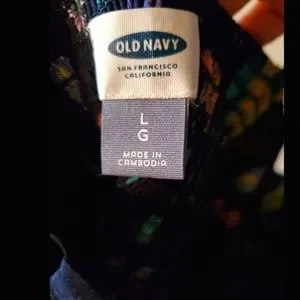 OLD NAVY
SAN FRANCISCO
CALIFORNIA
L
G
MADE IN
CAMBODIA